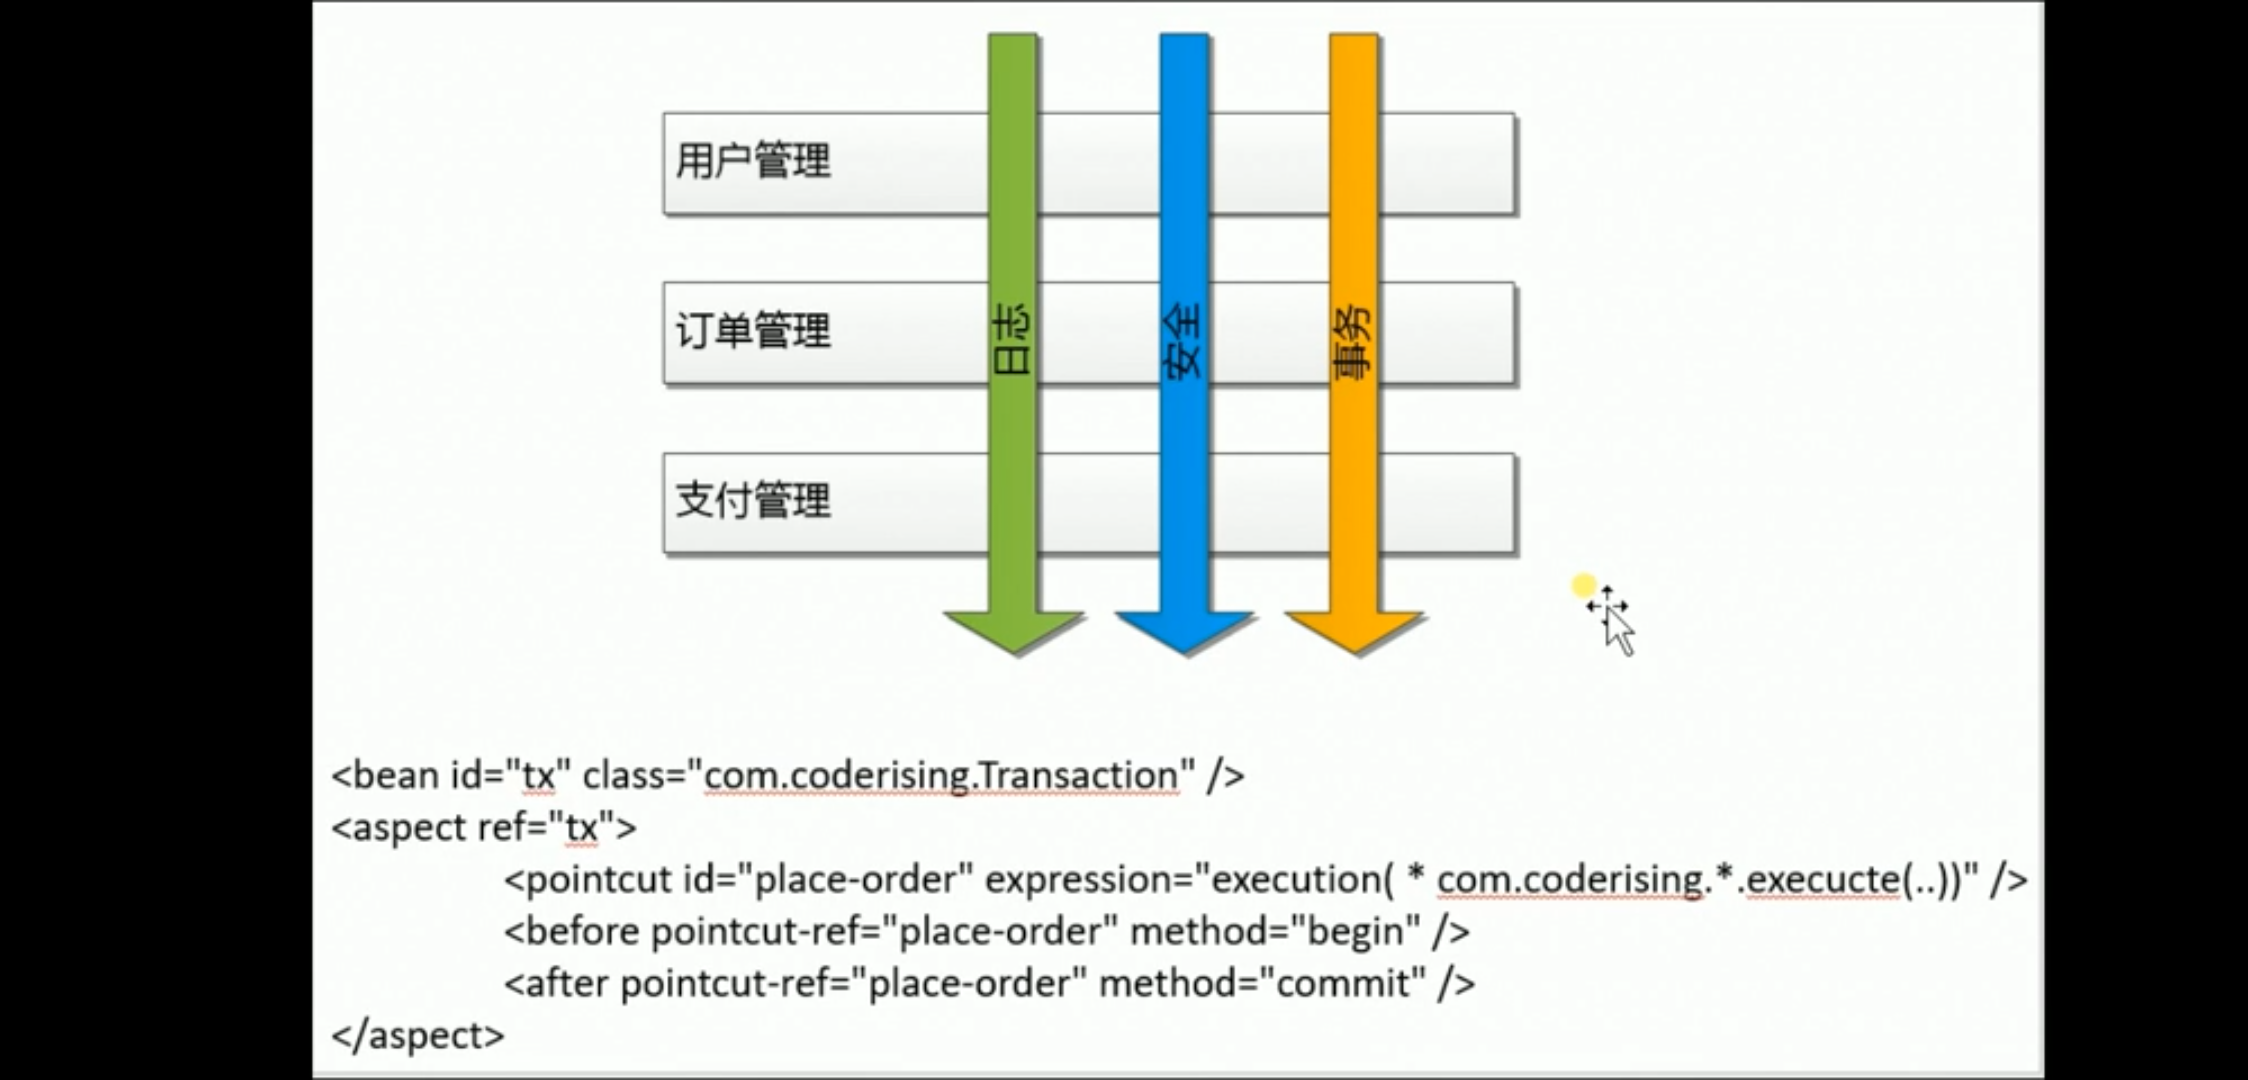 用户管理
订单管理
支付管理
日志
安全
事务
<bean id="tx" class="com.coderising.Transaction" />
<aspect ref="tx">
<pointcut id="place-order" expression="execution( * com.coderising.*.execucte(..))" />
<before pointcut-ref="place-order" method="begin" />
<after pointcut-ref="place-order" method="commit" />
</aspect>